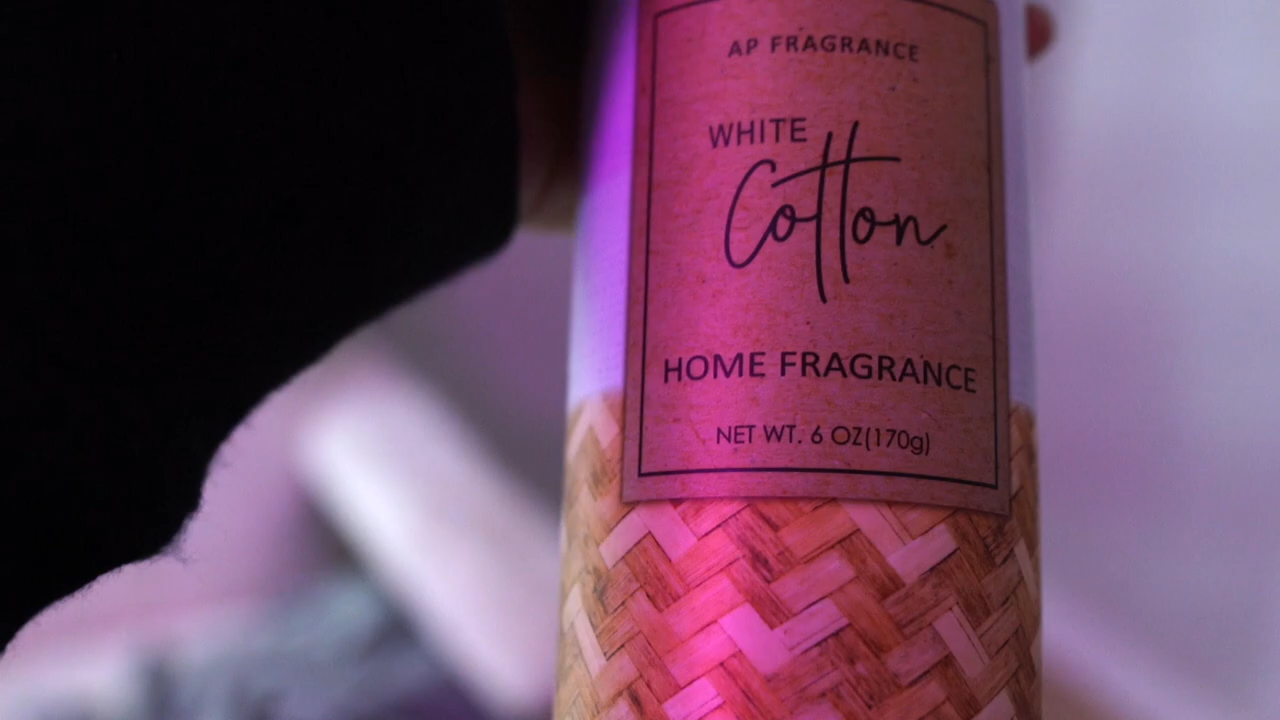 AP FRAGRANCE
WHITE
Cotton
HOME FRAGRANCE
NET WT. 6 OZ(170g)